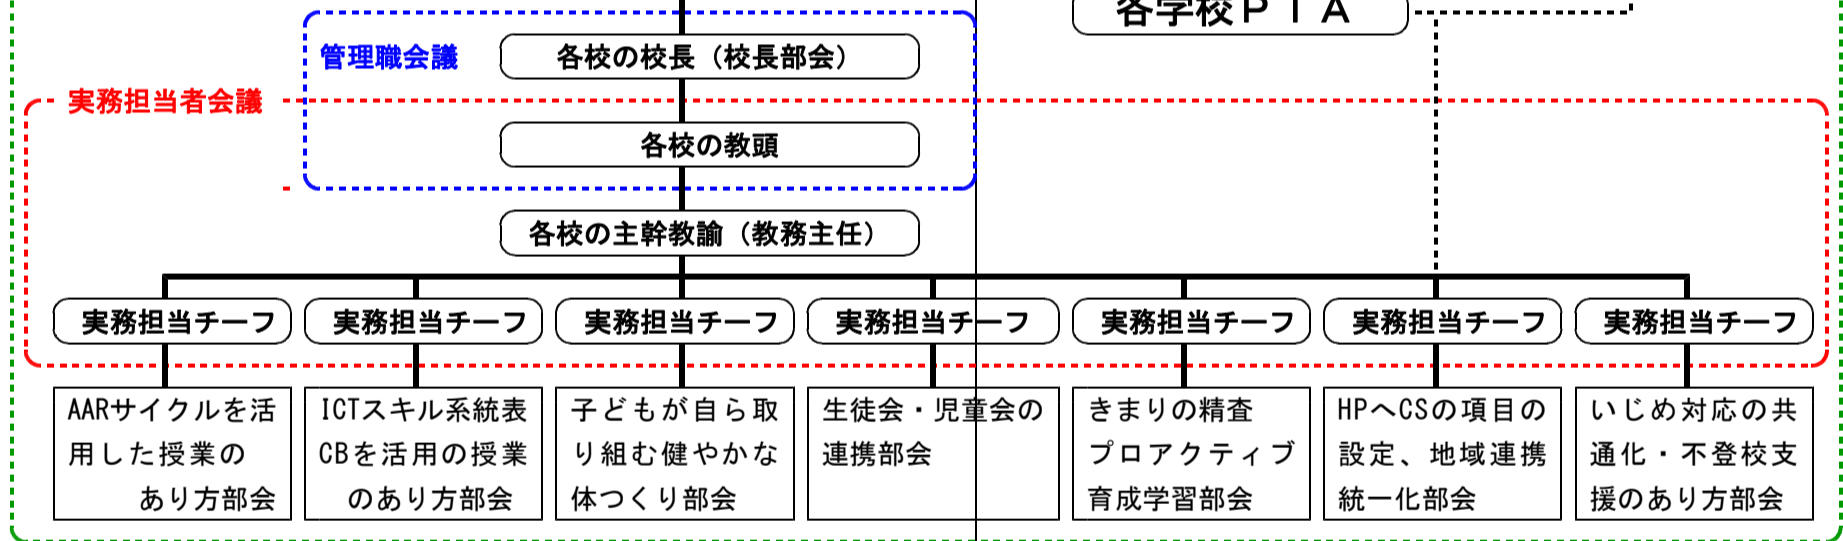 各学校ＰＴＡ
管理職会議
各校の校長（校長部会）
実務担当者会議
各校の教頭
各校の主幹教諭（教務主任）
実務担当チーフ
実務担当チーフ
実務担当チーフ
実務担当チーフ
実務担当チーフ
実務担当チーフ
実務担当チーフ
AARサイクルを活
用した授業の
あり方部会
ICTスキル系統表
CBを活用の授業
のあり方部会
子どもが自ら取
り組む健やかな
体つくり部会
生徒会・児童会の
連携部会
きまりの精査
プロアクティブ
育成学習部会
HPへCSの項目の
設定、地域連携
統一化部会
いじめ対応の共
通化・不登校支
援のあり方部会